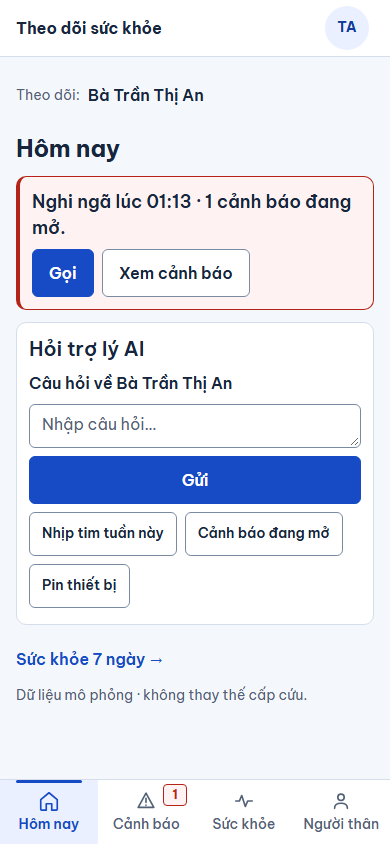 Theo dõi sức khỏe
TA
Theo dõi: Bà Trần Thị An
Hôm nay
Nghi ngã lúc 01:13 · 1 cảnh báo đang
mở.
Gọi
Xem cảnh báo
Hỏi trợ lý AI
Câu hỏi về Bà Trần Thị An
Nhập câu hỏi...
Gửi
Nhịp tim tuần này
Cảnh báo đang mở
Pin thiết bị
Sức khỏe 7 ngày →
Dữ liệu mô phỏng · không thay thế cấp cứu.
1
Hôm nay
Cảnh báo
Sức khỏe
Người thân